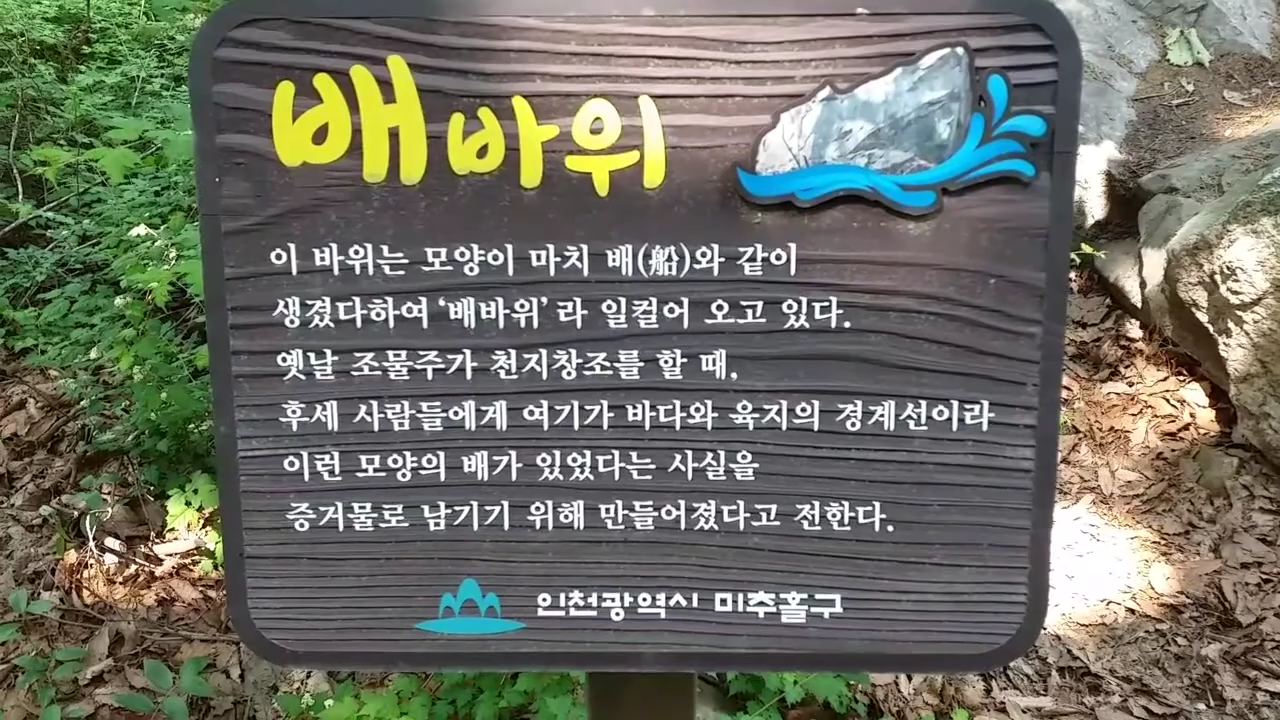 배바위
이 바위는 모양이 마치 배(船)와 같이
생겼다하여 ‘배바위’라 일컬어 오고 있다.
옛날 조물주가 천지창조를 할 때,
후세 사람들에게 여기가 바다와 육지의 경계선이라
이런 모양의 배가 있었다는 사실을
증거물로 남기기 위해 만들어졌다고 전한다.
인천광역시 미추홀구